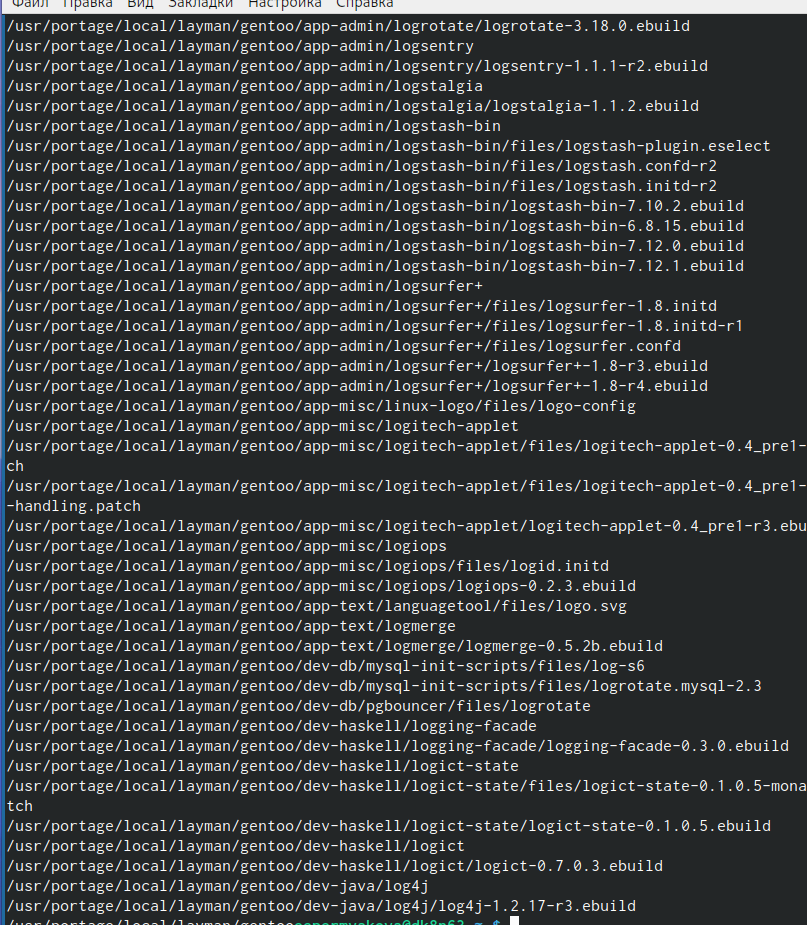 Файл Правка Вид Закладки Настройка Справка
/usr/portage/local/layman/gentoo/app-admin/logrotate/logrotate-3.18.0.ebuild
/usr/portage/local/layman/gentoo/app-admin/logsentry
/usr/portage/local/layman/gentoo/app-admin/logsentry/logsentry-1.1.1-r2.ebuild
/usr/portage/local/layman/gentoo/app-admin/logstalgia
/usr/portage/local/layman/gentoo/app-admin/logstalgia/logstalgia-1.1.2.ebuild
/usr/portage/local/layman/gentoo/app-admin/logstash-bin
/usr/portage/local/layman/gentoo/app-admin/logstash-bin/files/logstash-plugin.eselect
/usr/portage/local/layman/gentoo/app-admin/logstash-bin/files/logstash.confd-r2
/usr/portage/local/layman/gentoo/app-admin/logstash-bin/files/logstash.initd-r2
/usr/portage/local/layman/gentoo/app-admin/logstash-bin/logstash-bin-7.10.2.ebuild
/usr/portage/local/layman/gentoo/app-admin/logstash-bin/logstash-bin-6.8.15.ebuild
/usr/portage/local/layman/gentoo/app-admin/logstash-bin/logstash-bin-7.12.0.ebuild
/usr/portage/local/layman/gentoo/app-admin/logstash-bin/logstash-bin-7.12.1.ebuild
/usr/portage/local/layman/gentoo/app-admin/logsurfer+
/usr/portage/local/layman/gentoo/app-admin/logsurfer+/files/logsurfer-1.8.initd
/usr/portage/local/layman/gentoo/app-admin/logsurfer+/files/logsurfer-1.8.initd-r1
/usr/portage/local/layman/gentoo/app-admin/logsurfer+/files/logsurfer.confd
/usr/portage/local/layman/gentoo/app-admin/logsurfer+/logsurfer+-1.8-r3.ebuild
/usr/portage/local/layman/gentoo/app-admin/logsurfer+/logsurfer+-1.8-r4.ebuild
/usr/portage/local/layman/gentoo/app-misc/linux-logo/files/logo-config
/usr/portage/local/layman/gentoo/app-misc/logitech-applet
/usr/portage/local/layman/gentoo/app-misc/logitech-applet/files/logitech-applet-0.4_pre1-
ch
/usr/portage/local/layman/gentoo/app-misc/logitech-applet/files/logitech-applet-0.4_pre1-
-handling.patch
/usr/portage/local/layman/gentoo/app-misc/logitech-applet/logitech-applet-0.4_pre1-r3.ebu
/usr/portage/local/layman/gentoo/app-misc/logiops
/usr/portage/local/layman/gentoo/app-misc/logiops/files/logid.initd
/usr/portage/local/layman/gentoo/app-misc/logiops/logiops-0.2.3.ebuild
/usr/portage/local/layman/gentoo/app-text/languagetool/files/logo.svg
/usr/portage/local/layman/gentoo/app-text/logmerge
/usr/portage/local/layman/gentoo/app-text/logmerge/logmerge-0.5.2b.ebuild
/usr/portage/local/layman/gentoo/dev-db/mysql-init-scripts/files/log-s6
/usr/portage/local/layman/gentoo/dev-db/mysql-init-scripts/files/logrotate.mysql-2.3
/usr/portage/local/layman/gentoo/dev-db/pgbouncer/files/logrotate
/usr/portage/local/layman/gentoo/dev-haskell/logging-facade
/usr/portage/local/layman/gentoo/dev-haskell/logging-facade/logging-facade-0.3.0.ebuild
/usr/portage/local/layman/gentoo/dev-haskell/logict-state
/usr/portage/local/layman/gentoo/dev-haskell/logict-state/files/logict-state-0.1.0.5-mona
tch
/usr/portage/local/layman/gentoo/dev-haskell/logict-state/logict-state-0.1.0.5.ebuild
/usr/portage/local/layman/gentoo/dev-haskell/logict
/usr/portage/local/layman/gentoo/dev-haskell/logict/logict-0.7.0.3.ebuild
/usr/portage/local/layman/gentoo/dev-java/log4j
/usr/portage/local/layman/gentoo/dev-java/log4j/log4j-1.2.17-r3.ebuild
/usr/portage/local/layman/gentoo